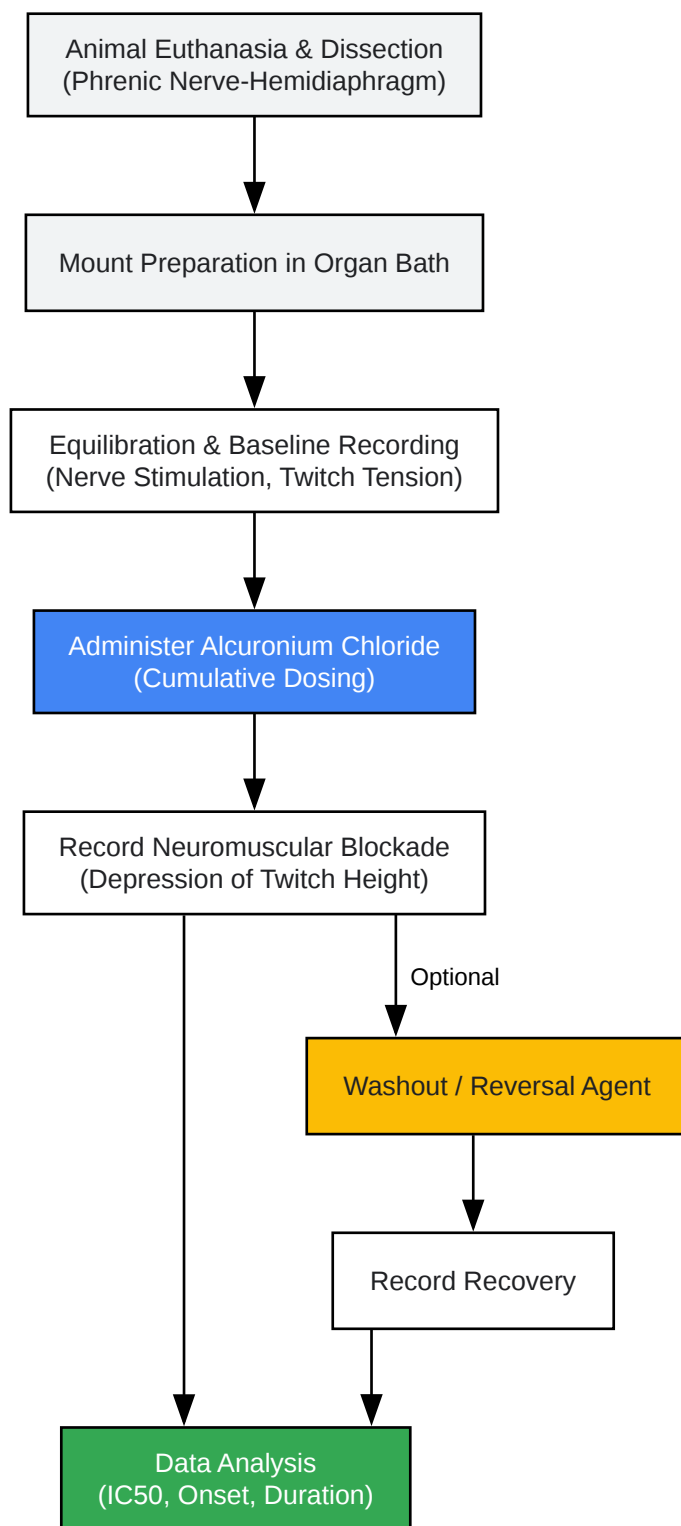 Animal Euthanasia & Dissection
(Phrenic Nerve-Hemidiaphragm)
Mount Preparation in Organ Bath
Equilibration & Baseline Recording
(Nerve Stimulation, Twitch Tension)
Administer Alcuronium Chloride
(Cumulative Dosing)
Record Neuromuscular Blockade
(Depression of Twitch Height)
Optional
Washout / Reversal Agent
Record Recovery
Data Analysis
(IC50, Onset, Duration)